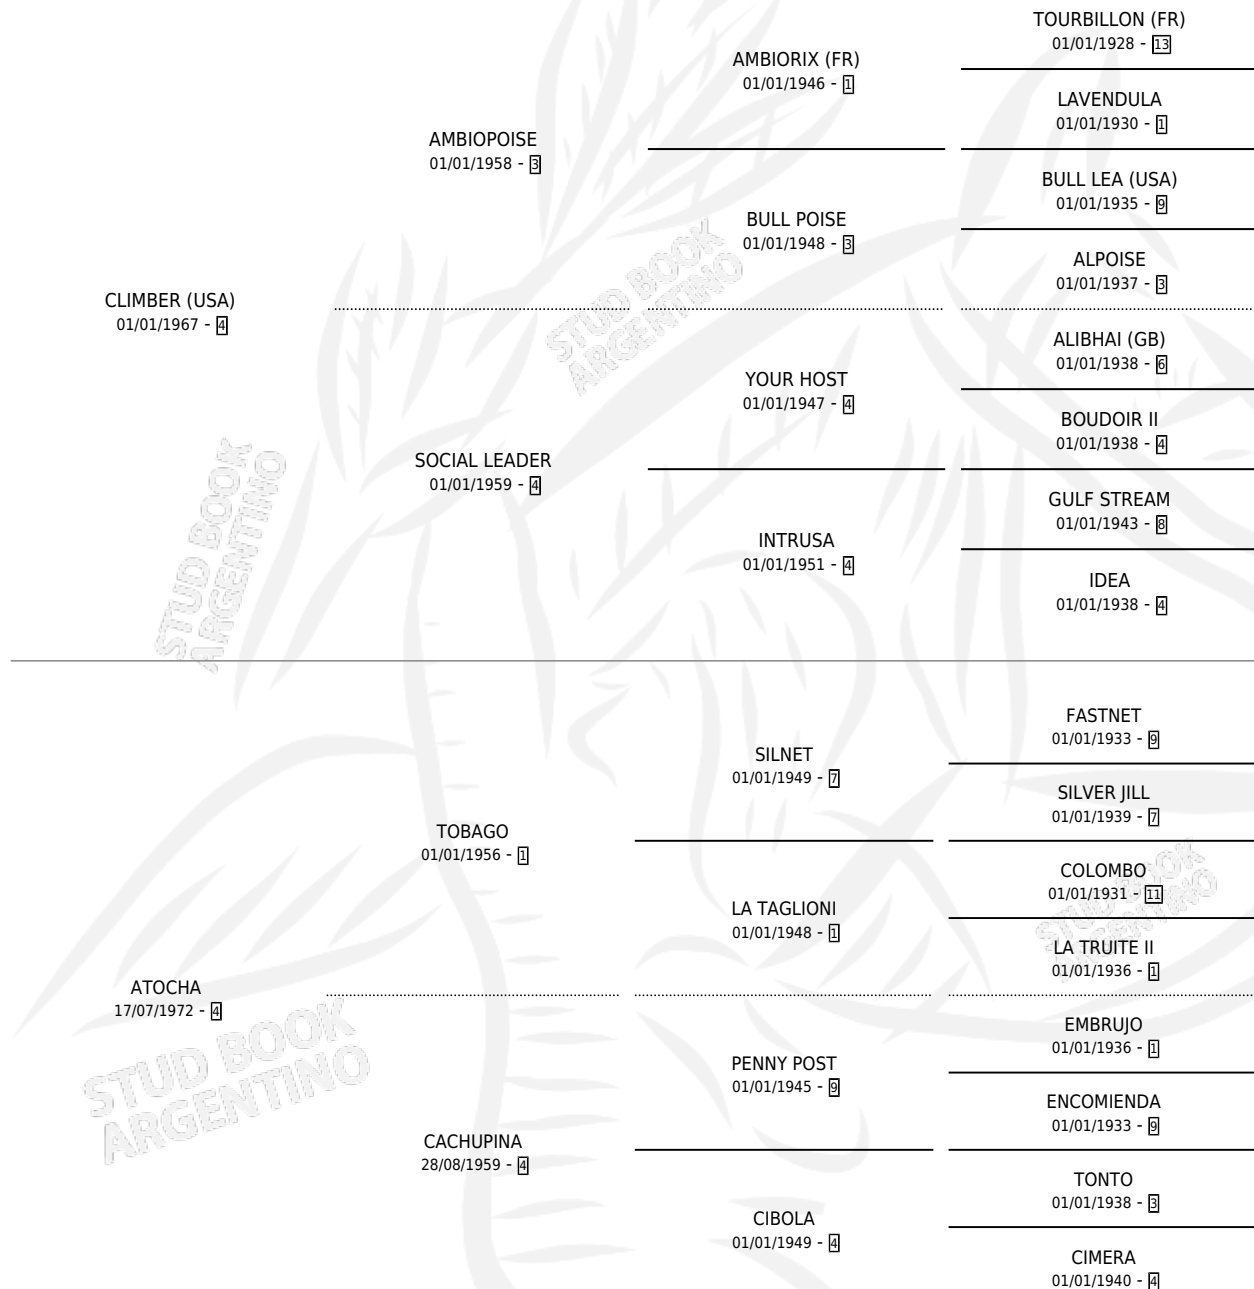 TOURBILLON (FR)
01/01/1928 - 13
AMBIORIX (FR)
01/01/1946 - 1
LAVENDULA
01/01/1930 - 1
AMBIOPOISE
01/01/1958 - 3
BULL LEA (USA)
01/01/1935 - 9
BULL POISE
01/01/1948 - 3
ALPOISE
01/01/1937 - 3
CLIMBER (USA)
01/01/1967 - 4
ALIBHAI (GB)
01/01/1938 - 6
YOUR HOST
01/01/1947 - 4
BOUDOIR II
01/01/1938 - 4
SOCIAL LEADER
01/01/1959 - 4
GULF STREAM
01/01/1943 - 8
INTRUSA
01/01/1951 - 4
IDEA
01/01/1938 - 4
FASTNET
01/01/1933 - 9
SILNET
01/01/1949 - 7
SILVER JILL
01/01/1939 - 7
TOBAGO
01/01/1956 - 1
COLOMBO
01/01/1931 - 11
LA TAGLIONI
01/01/1948 - 1
LA TRUITE II
01/01/1936 - 1
ATOCHA
17/07/1972 - 4
EMBRUJO
01/01/1936 - 1
PENNY POST
01/01/1945 - 9
ENCOMIENDA
01/01/1933 - 9
CACHUPINA
28/08/1959 - 4
TONTO
01/01/1938 - 3
CIBOLA
01/01/1949 - 4
CIMERA
01/01/1940 - 4
STUD BOOK
ARGENTINO
STUD BOOK
ARGENTINO
STUD BOOK
ARGENTINO
STUD BOOK
ARGENTINO